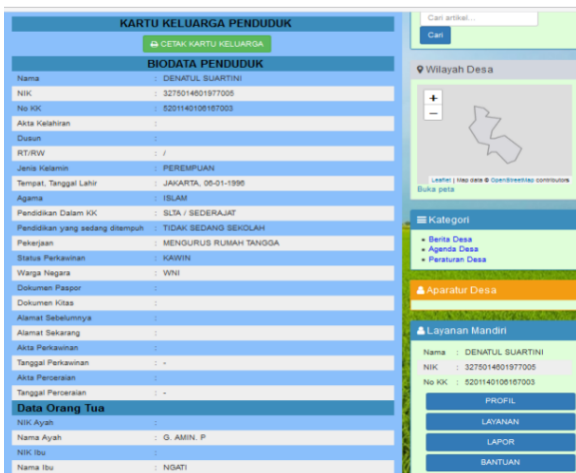 KARTU KELUARGA PENDUDUK
CETAK KARTU KELUARGA
BIODATA PENDUDUK
Nama : DENATUL SUARTINI
NIK : 3275014601977005
No KK : 5201140106167003
Akta Kelahiran :
Dusun :
RT/RW : /
Jenis Kelamin : PEREMPUAN
Tempat, Tanggal Lahir : JAKARTA, 06-01-1996
Agama : ISLAM
Pendidikan Dalam KK : SLTA / SEDERAJAT
Pendidikan yang sedang ditempuh : TIDAK SEDANG SEKOLAH
Pekerjaan : MENGURUS RUMAH TANGGA
Status Perkawinan : KAWIN
Warga Negara : WNI
Dokumen Paspor :
Dokumen Kitas :
Alamat Sebelumnya :
Alamat Sekarang :
Akta Perkawinan :
Tanggal Perkawinan : -
Akta Perceraian :
Tanggal Perceraian : -
Data Orang Tua
NIK Ayah :
Nama Ayah : G. AMIN. P
NIK Ibu :
Nama Ibu : NGATI
Cari artikel...
Cari
Wilayah Desa
+
−
Leaflet | Map data © OpenStreetMap contributors
Buka peta
Kategori
Berita Desa
Agenda Desa
Peraturan Desa
Aparatur Desa
Layanan Mandiri
Nama : DENATUL SUARTINI
NIK : 3275014601977005
No KK : 5201140106167003
PROFIL
LAYANAN
LAPOR
BANTUAN